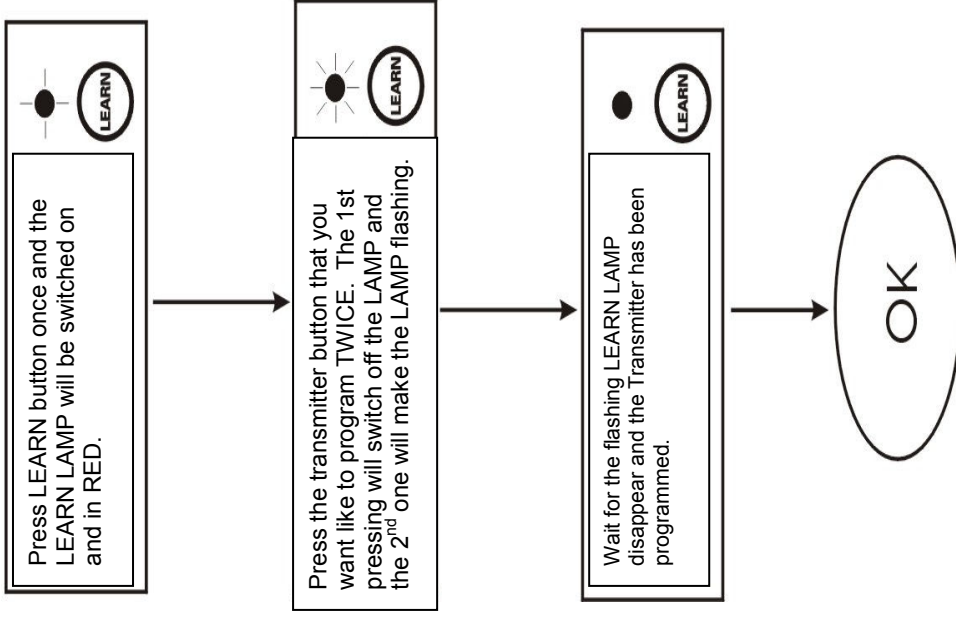 Press LEARN button once and the
LEARN LAMP will be switched on
and in RED.
LEARN
Press the transmitter button that you
want like to program TWICE.  The 1st
pressing will switch off the LAMP and
the 2nd one will make the LAMP flashing.
LEARN
Wait for the flashing LEARN LAMP
disappear and the Transmitter has been
programmed.
LEARN
OK